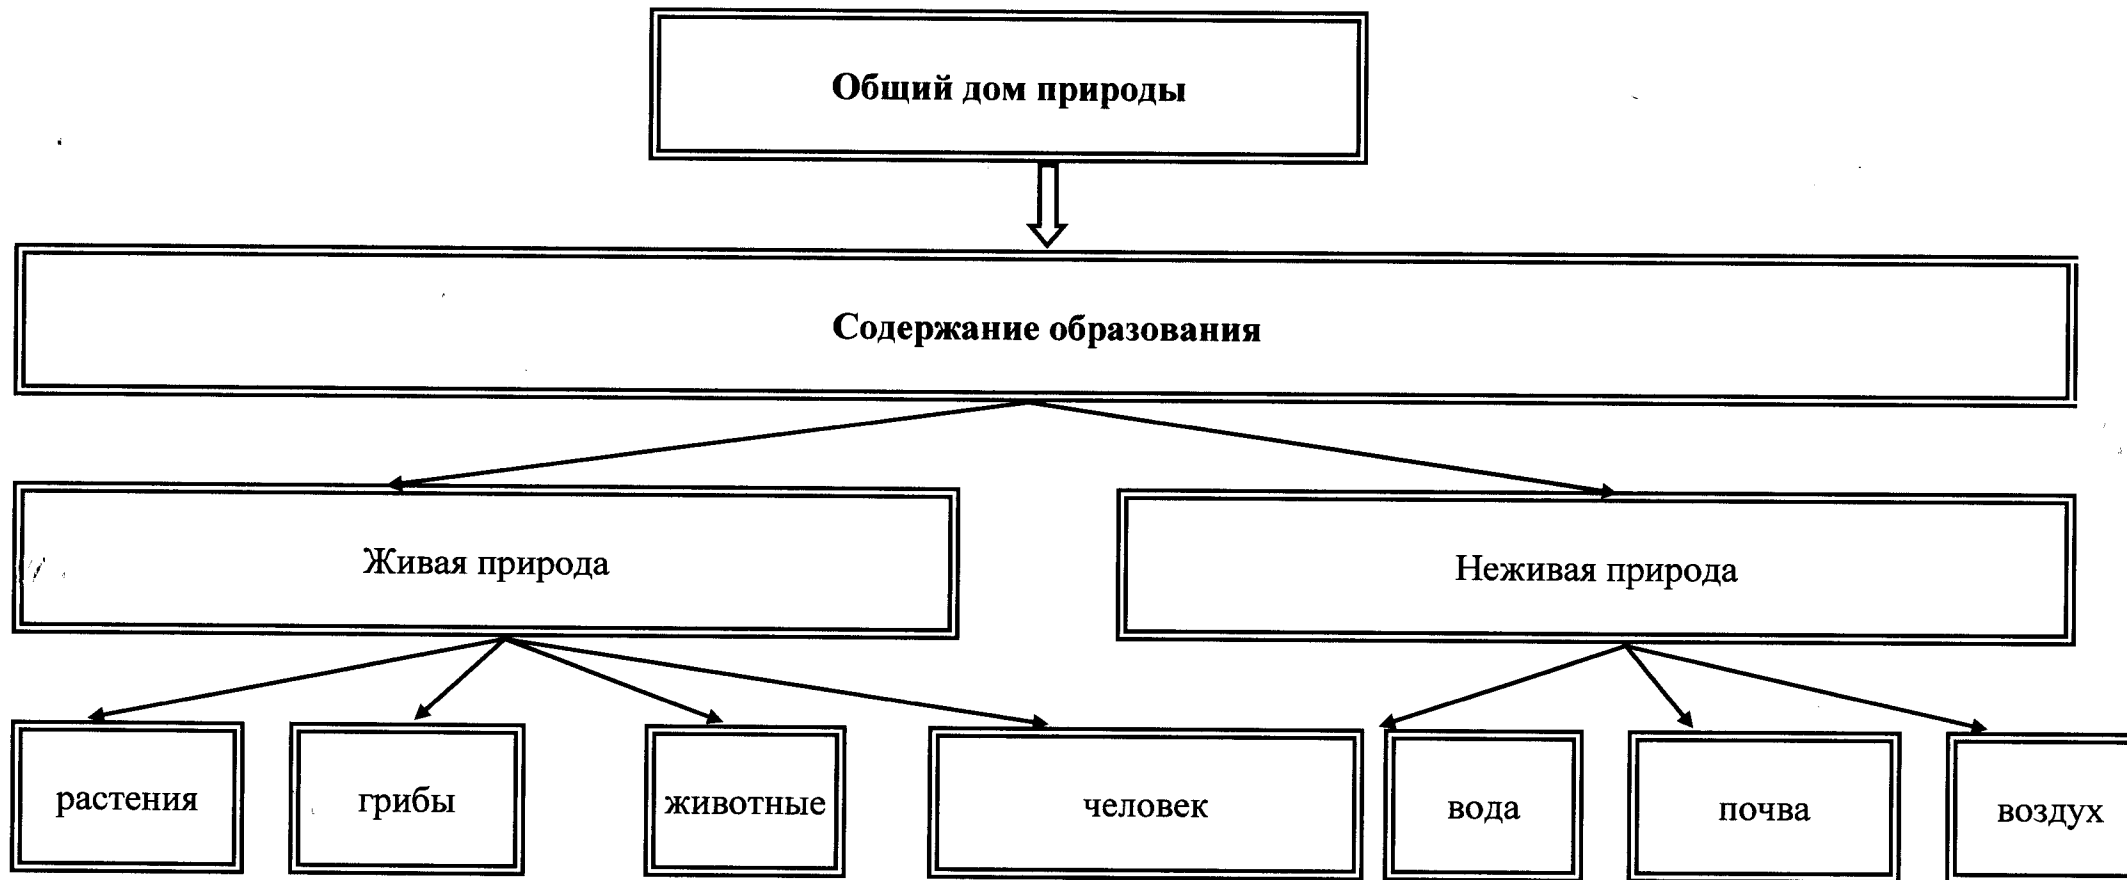 Общий дом природы
Содержание образования
Живая природа
Неживая природа
растения
грибы
животные
человек
вода
почва
воздух